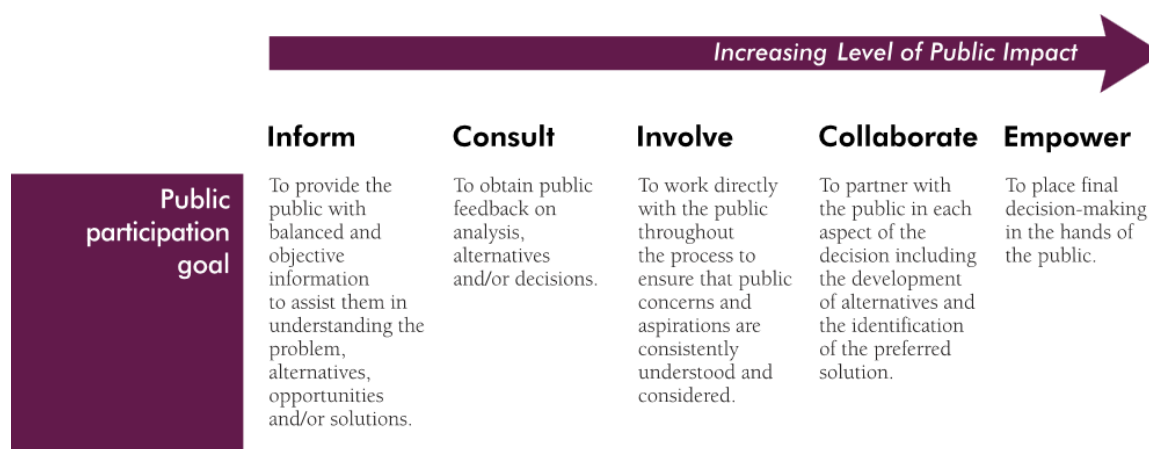 Increasing Level of Public Impact
Inform
Consult
Involve
Collaborate
Empower
Public
participation
goal
To provide the
public with
balanced and
objective
information
to assist them in
understanding the
problem,
alternatives,
opportunities
and/or solutions.
To obtain public
feedback on
analysis,
alternatives
and/or decisions.
To work directly
with the public
throughout
the process to
ensure that public
concerns and
aspirations are
consistently
understood and
considered.
To partner with
the public in each
aspect of the
decision including
the development
of alternatives and
the identification
of the preferred
solution.
To place final
decision-making
in the hands of
the public.